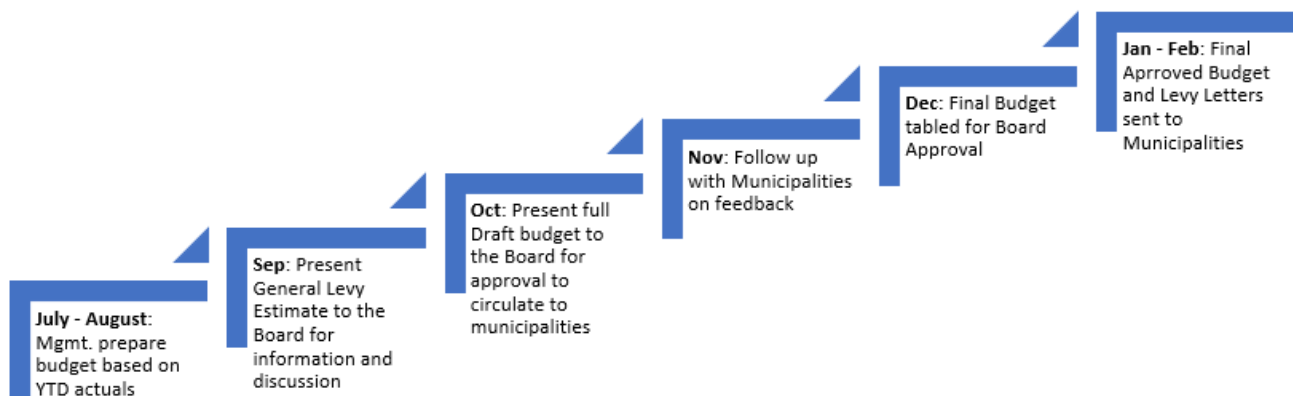 July - August:
Mgmt. prepare
budget based on
YTD actuals
Sep: Present
General Levy
Estimate to the
Board for
information and
discussion
Oct: Present full
Draft budget to
the Board for
approval to
circulate to
municipalities
Nov: Follow up
with Municipalities
on feedback
Dec: Final Budget
tabled for Board
Approval
Jan - Feb: Final
Aprroved Budget
and Levy Letters
sent to
Municipalities